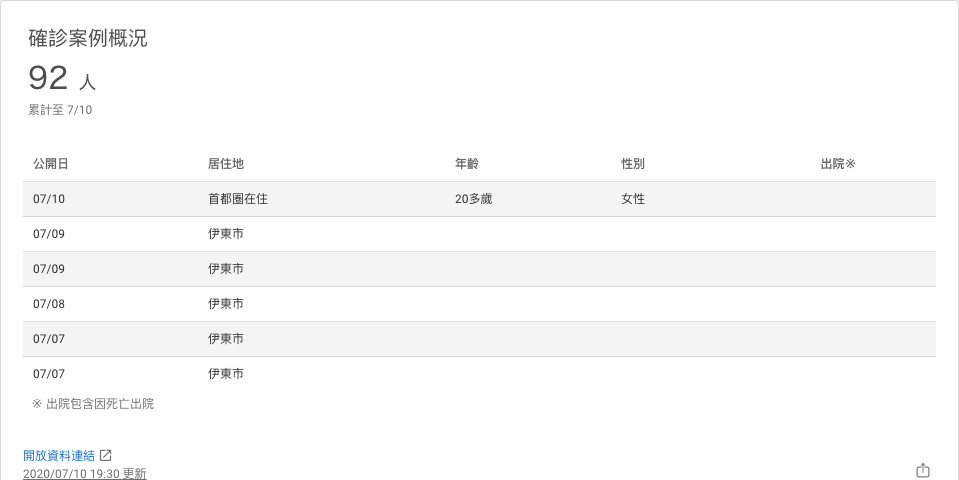 確診案例概況
92 人
累計至 7/10
公開日 居住地 年齢 性別 出院※
07/10 首都圏在住 20多歲 女性
07/09 伊東市
07/09 伊東市
07/08 伊東市
07/07 伊東市
07/07 伊東市
※ 出院包含因死亡出院
開放資料連結
2020/07/10 19:30 更新